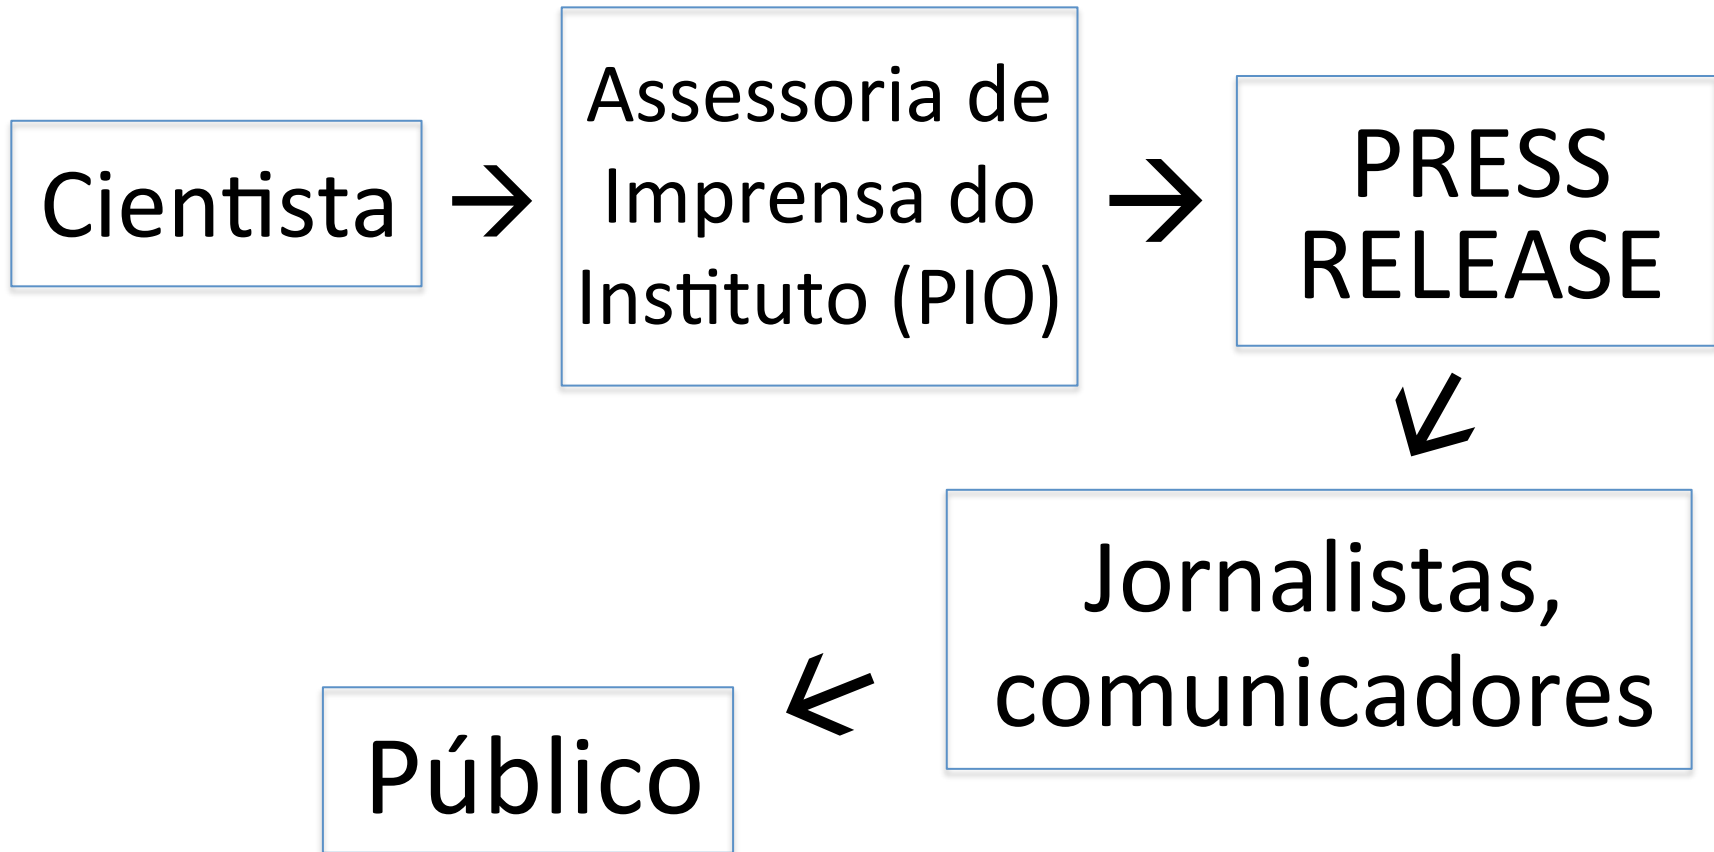 Cientista
Assessoria de
Imprensa do
Instituto (PIO)
PRESS
RELEASE
Jornalistas,
comunicadores
Público